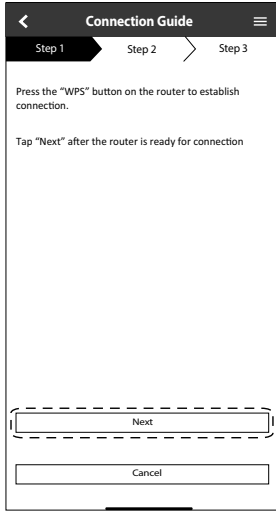 Connection Guide
Step 1
Step 2
Step 3
Press the “WPS” button on the router to establish
connection.
Tap “Next” after the router is ready for connection
Next
Cancel